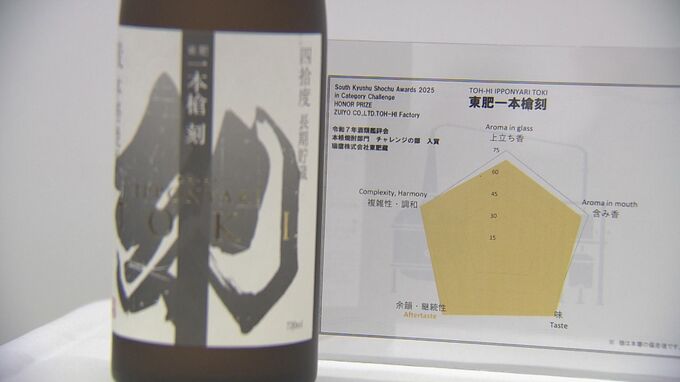 東肥
一本槍 刻
四拾度 長期貯蔵
IPPONYARI
TOKI
720ml
South Kyushu Shochu Awards 2025
in Category Challenge
HONOR PRIZE
ZUIYO CO.,LTD.TOH-HI Factory
令和7年酒類鑑評会
本格焼酎部門 チャレンジの部 入賞
瑞鷹株式会社東肥蔵
TOH-HI IPPONYARI TOKI
東肥一本槍刻
Aroma in glass
上立ち香
75
60
45
30
15
Complexity, Harmony
複雑性・調和
Aroma in mouth
含み香
余韻・継続性
Aftertaste
味
Taste